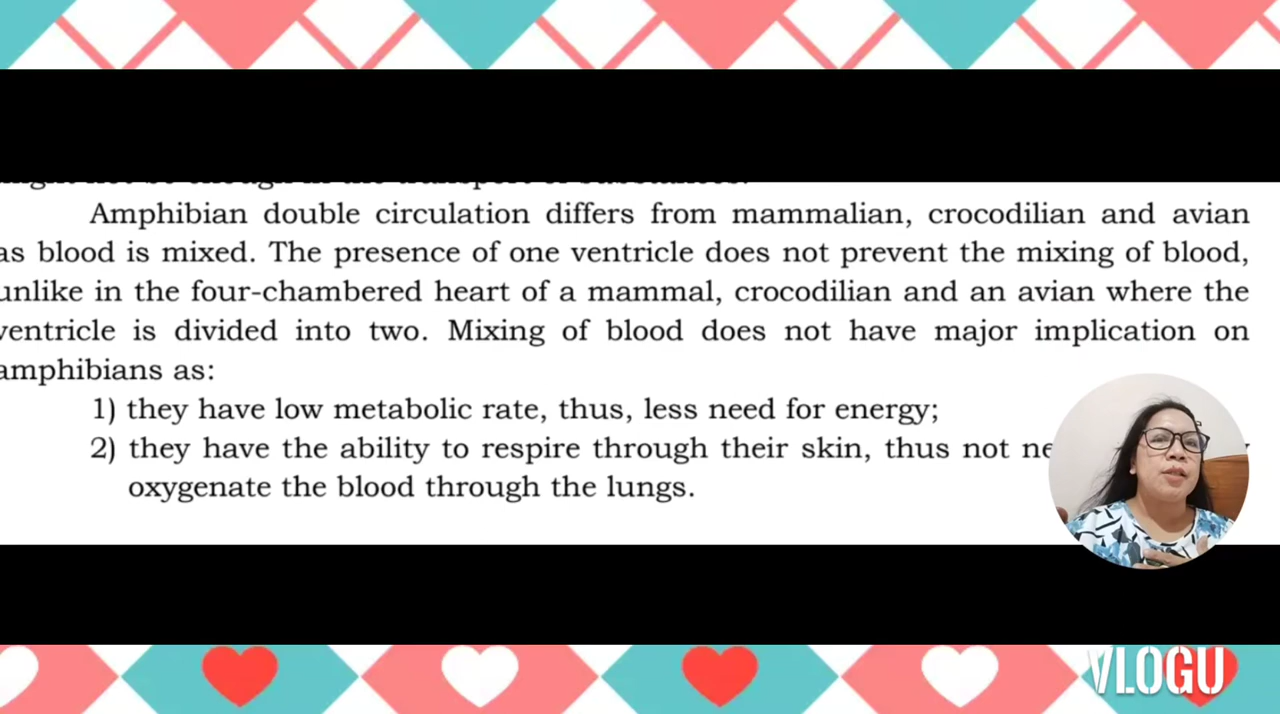 Amphibian double circulation differs from mammalian, crocodilian and avian
as blood is mixed. The presence of one ventricle does not prevent the mixing of blood,
unlike in the four-chambered heart of a mammal, crocodilian and an avian where the
ventricle is divided into two. Mixing of blood does not have major implication on
amphibians as:
1) they have low metabolic rate, thus, less need for energy;
2) they have the ability to respire through their skin, thus not
oxygenate the blood through the lungs.
VLOGU